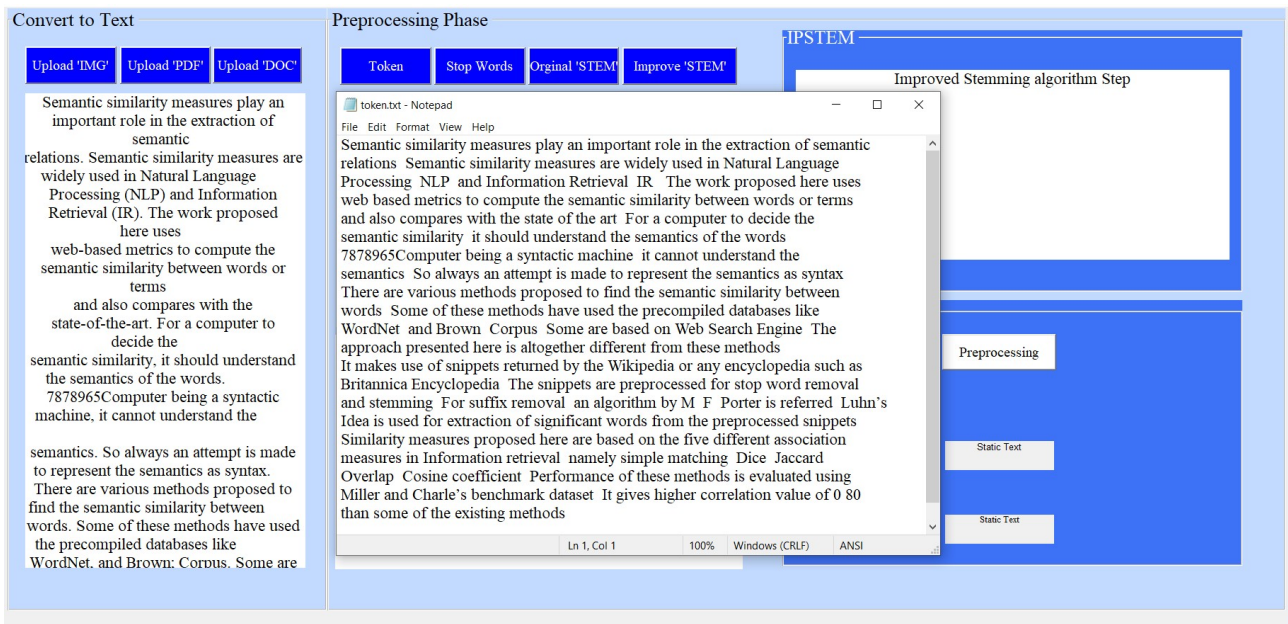 Convert to Text
Upload 'IMG'
Upload 'PDF'
Upload 'DOC'
Semantic similarity measures play an
important role in the extraction of
semantic
relations. Semantic similarity measures are
widely used in Natural Language
Processing (NLP) and Information
Retrieval (IR). The work proposed
here uses
web-based metrics to compute the
semantic similarity between words or
terms
and also compares with the
state-of-the-art. For a computer to
decide the
semantic similarity, it should understand
the semantics of the words.
7878965Computer being a syntactic
machine, it cannot understand the
semantics. So always an attempt is made
to represent the semantics as syntax.
There are various methods proposed to
find the semantic similarity between
words. Some of these methods have used
the precompiled databases like
WordNet, and Brown; Corpus. Some are
Preprocessing Phase
Token
Stop Words
Orginal 'STEM'
Improve 'STEM'
token.txt - Notepad
File Edit Format View Help
Semantic similarity measures play an important role in the extraction of semantic
relations Semantic similarity measures are widely used in Natural Language
Processing NLP and Information Retrieval IR The work proposed here uses
web based metrics to compute the semantic similarity between words or terms
and also compares with the state of the art For a computer to decide the
semantic similarity it should understand the semantics of the words
7878965Computer being a syntactic machine it cannot understand the
semantics So always an attempt is made to represent the semantics as syntax
There are various methods proposed to find the semantic similarity between
words Some of these methods have used the precompiled databases like
WordNet and Brown Corpus Some are based on Web Search Engine The
approach presented here is altogether different from these methods
It makes use of snippets returned by the Wikipedia or any encyclopedia such as
Britannica Encyclopedia The snippets are preprocessed for stop word removal
and stemming For suffix removal an algorithm by M F Porter is referred Luhn’s
Idea is used for extraction of significant words from the preprocessed snippets
Similarity measures proposed here are based on the five different association
measures in Information retrieval namely simple matching Dice Jaccard
Overlap Cosine coefficient Performance of these methods is evaluated using
Miller and Charle’s benchmark dataset It gives higher correlation value of 0 80
than some of the existing methods
Ln 1, Col 1
100%
Windows (CRLF)
ANSI
IPSTEM
Improved Stemming algorithm Step
Preprocessing
Static Text
Static Text